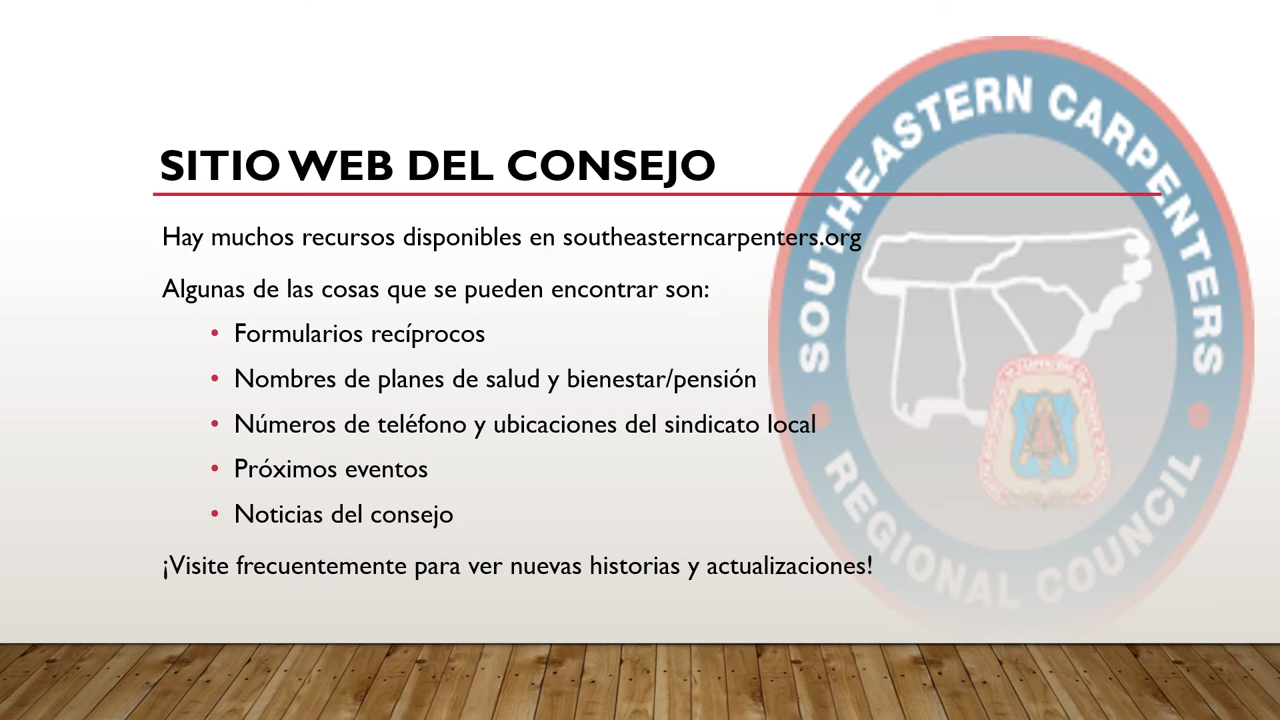 SITIO WEB DEL CONSEJO
Hay muchos recursos disponibles en southeasterncarpenters.org
Algunas de las cosas que se pueden encontrar son:
• Formularios recíprocos
• Nombres de planes de salud y bienestar/pensión
• Números de teléfono y ubicaciones del sindicato local
• Próximos eventos
• Noticias del consejo
¡Visite frecuentemente para ver nuevas historias y actualizaciones!
SOUTHEASTERN CARPENTERS
REGIONAL COUNCIL